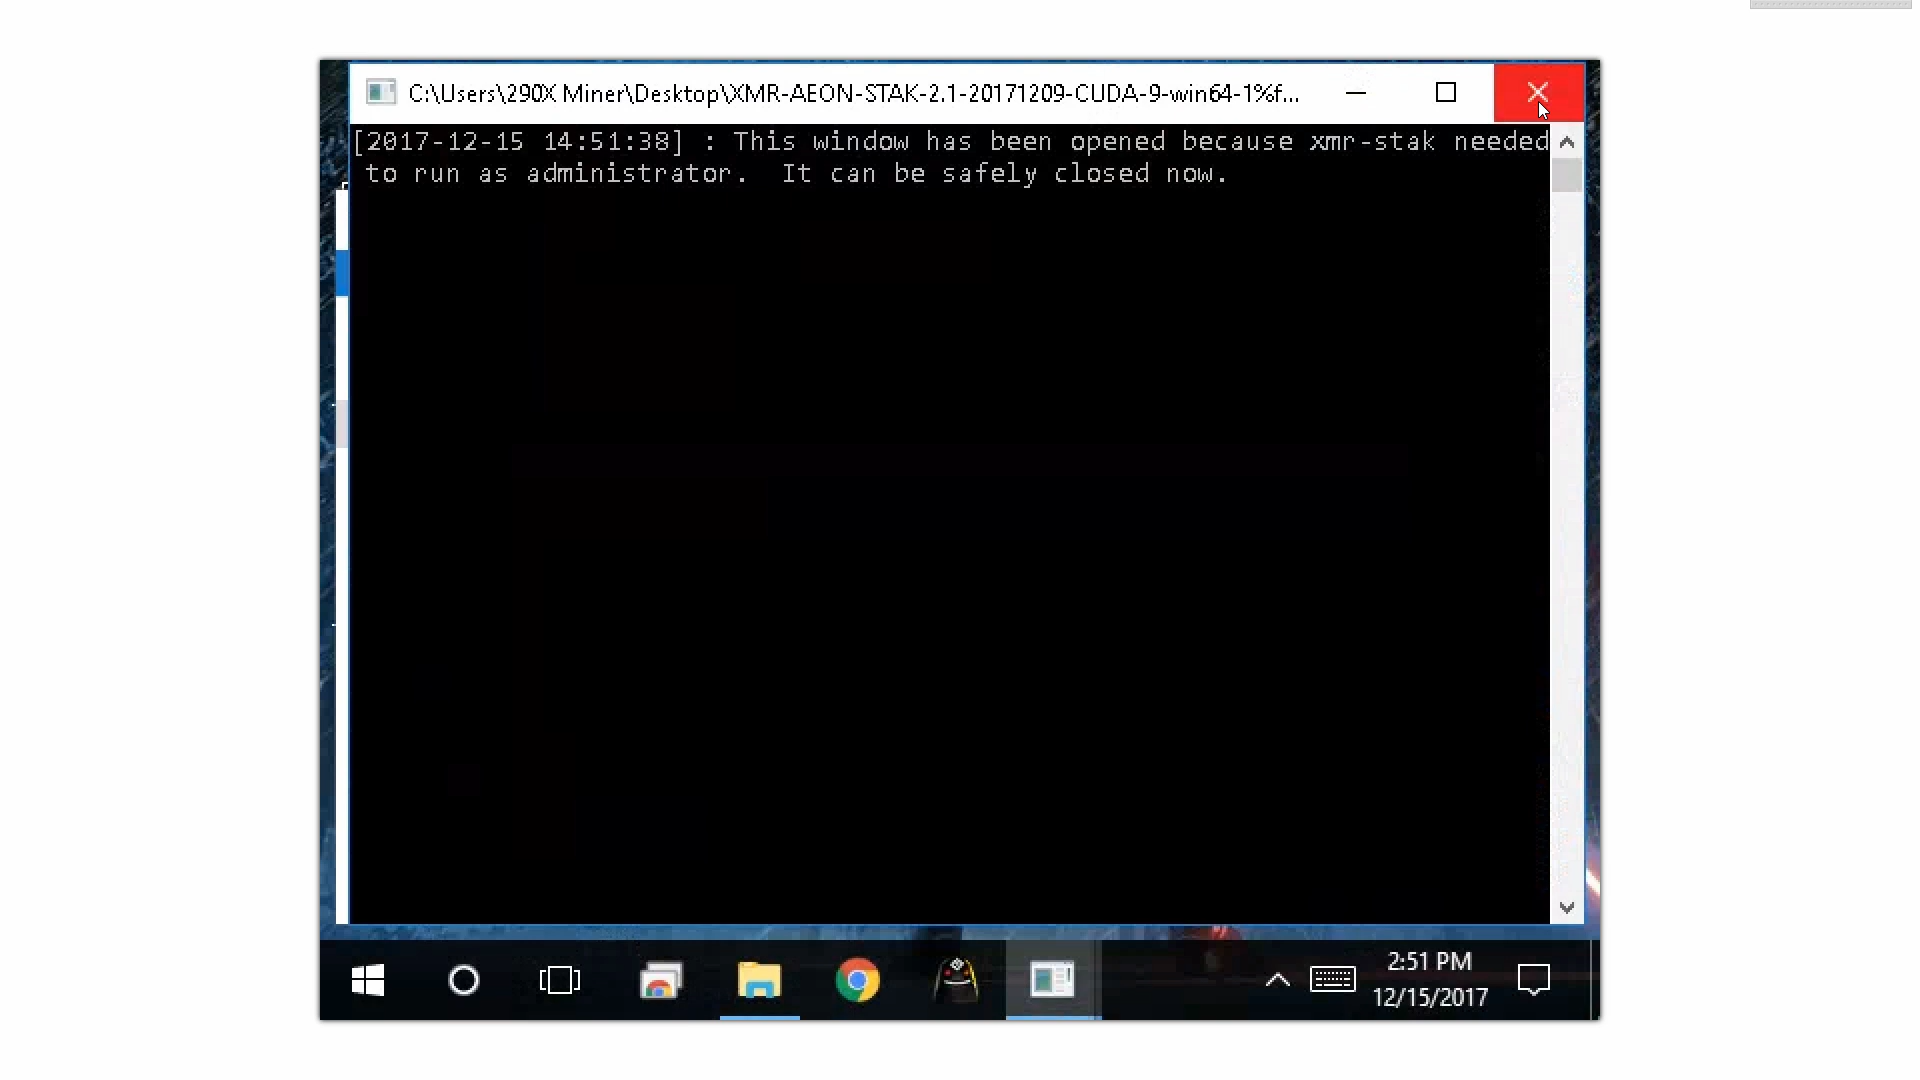 C:\Users\290X Miner\Desktop\XMR-AEON-STAK-2.1-20171209-CUDA-9-win64-1%f...
[2017-12-15 14:51:38] : This window has been opened because xmr-stak needed
to run as administrator.  It can be safely closed now.
2:51 PM
12/15/2017